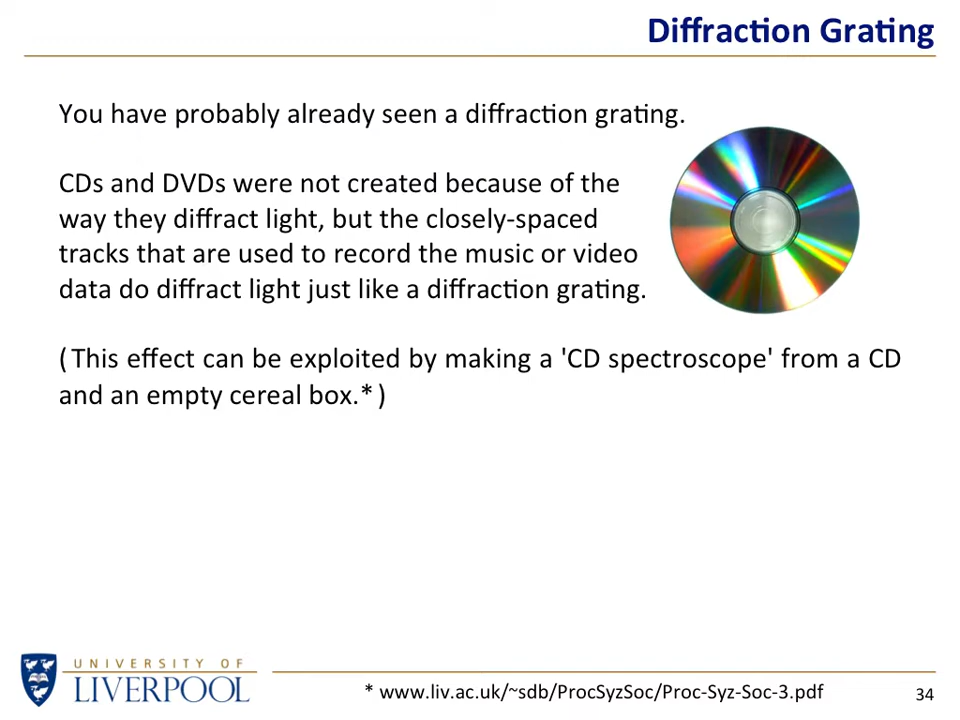 Diffraction Grating
You have probably already seen a diffraction grating.
CDs and DVDs were not created because of the
way they diffract light, but the closely-spaced
tracks that are used to record the music or video
data do diffract light just like a diffraction grating.
(This effect can be exploited by making a 'CD spectroscope' from a CD
and an empty cereal box.*)
UNIVERSITY OF
LIVERPOOL
* www.liv.ac.uk/~sdb/ProcSyzSoc/Proc-Syz-Soc-3.pdf
34